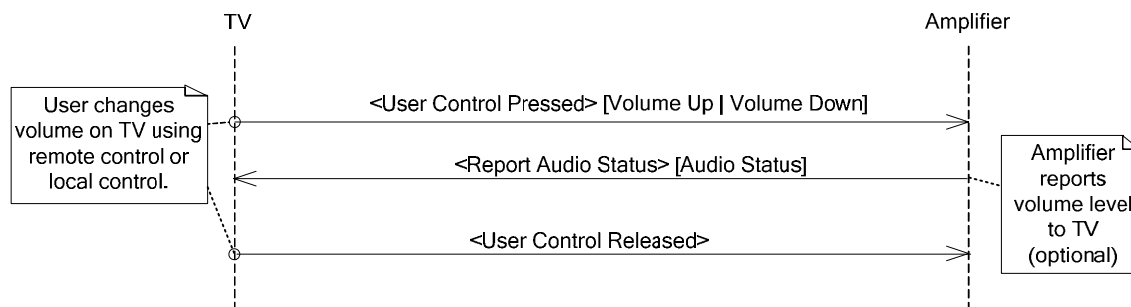 TV
Amplifier
User changes
volume on TV using
remote control or
local control.
<User Control Pressed> [Volume Up | Volume Down]
<Report Audio Status> [Audio Status]
Amplifier
reports
volume level
to TV
(optional)
<User Control Released>